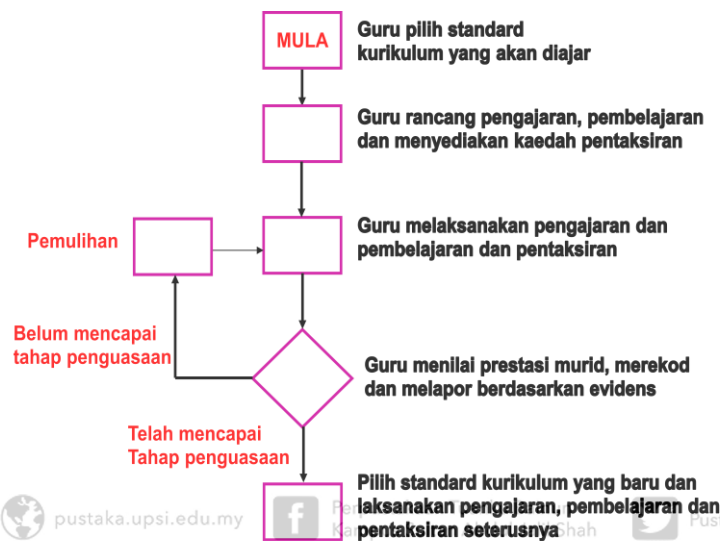 MULA
Guru pilih standard
kurikulum yang akan diajar
Guru rancang pengajaran, pembelajaran
dan menyediakan kaedah pentaksiran
Pemulihan
Guru melaksanakan pengajaran dan
pembelajaran dan pentaksiran
Belum mencapai
tahap penguasaan
Guru menilai prestasi murid, merekod
dan melapor berdasarkan evidens
Telah mencapai
Tahap penguasaan
Pilih standard kurikulum yang baru dan
laksanakan pengajaran, pembelajaran dan
pentaksiran seterusnya
pustaka.upsi.edu.my
f
Shah